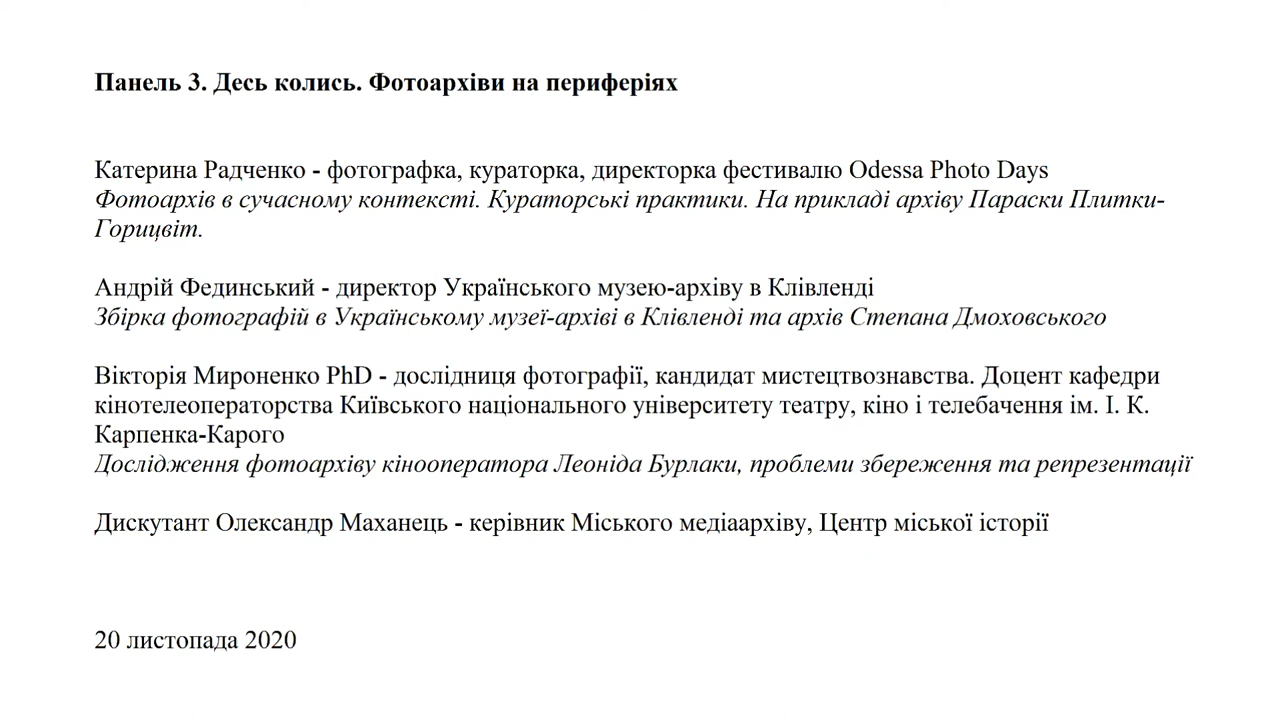 Панель 3. Десь колись. Фотоархіви на периферіях
Катерина Радченко - фотографка, кураторка, директорка фестивалю Odessa Photo Days
Фотоархів в сучасному контексті. Кураторські практики. На прикладі архіву Параски Плитки-
Горицвіт.
Андрій Фединський - директор Українського музею-архіву в Клівленді
Збірка фотографій в Українському музеї-архіві в Клівленді та архів Степана Дмоховського
Вікторія Мироненко PhD - дослідниця фотографії, кандидат мистецтвознавства. Доцент кафедри
кінотелеоператорства Київського національного університету театру, кіно і телебачення ім. І. К.
Карпенка-Карого
Дослідження фотоархіву кінооператора Леоніда Бурлаки, проблеми збереження та репрезентації
Дискутант Олександр Маханець - керівник Міського медіаархіву, Центр міської історії
20 листопада 2020